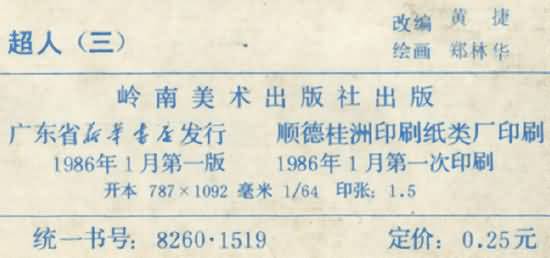 超人（三）
改编 黄 捷
绘画 郑林华
岭南美术出版社出版
广东省新华书店发行 顺德桂洲印刷纸类厂印刷
1986年1月第一版 1986年1月第一次印刷
开本 787×1092 毫米 1/64 印张：1.5
统一书号：8260·1519 定价：0.25元